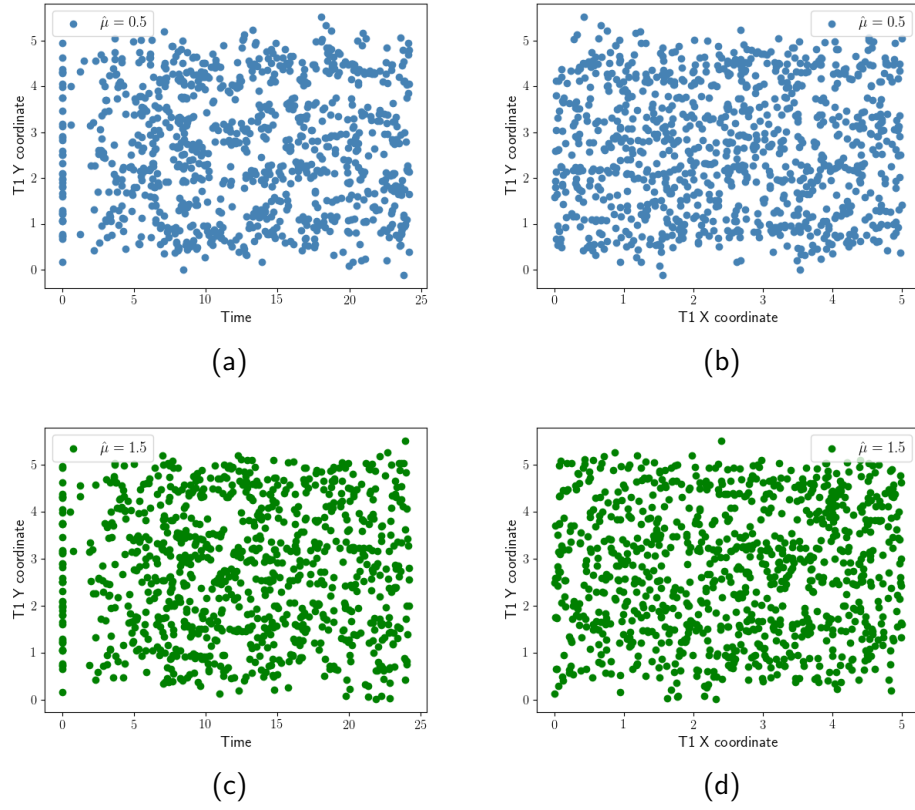 μ̂ = 0.5
T1 Y coordinate
5
4
3
2
1
0
0 5 10 15 20 25
Time
(a)
μ̂ = 0.5
T1 Y coordinate
5
4
3
2
1
0
0 1 2 3 4 5
T1 X coordinate
(b)
μ̂ = 1.5
T1 Y coordinate
5
4
3
2
1
0
0 5 10 15 20 25
Time
(c)
μ̂ = 1.5
T1 Y coordinate
5
4
3
2
1
0
0 1 2 3 4 5
T1 X coordinate
(d)